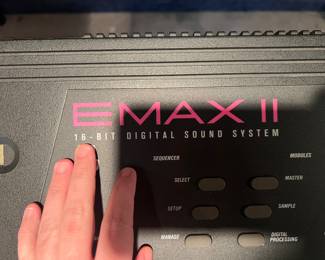 EMAX II
16-BIT DIGITAL SOUND SYSTEM
SEQUENCER
MODULES
SELECT
MASTER
SETUP
SAMPLE
MANAGE
DIGITAL
PROCESSING